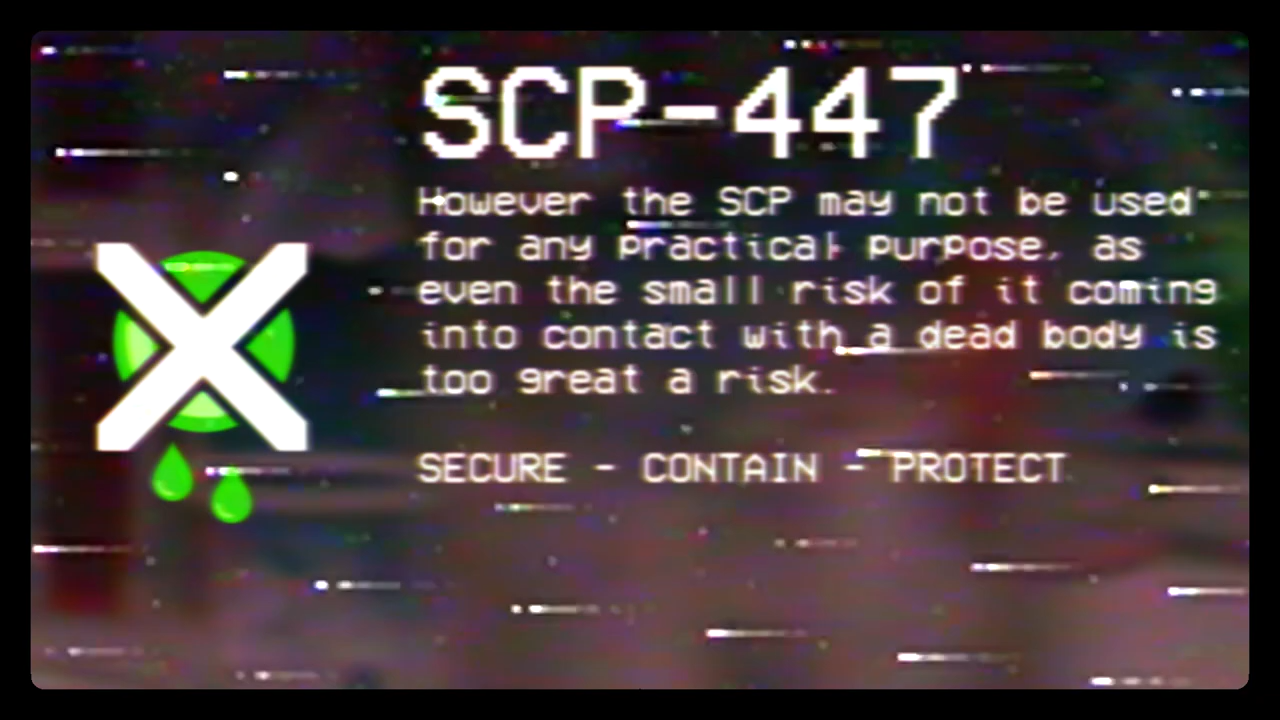 SCP-447
However the SCP may not be used
for any practical purpose, as
even the small risk of it coming
into contact with a dead body is
too great a risk.
SECURE - CONTAIN - PROTECT